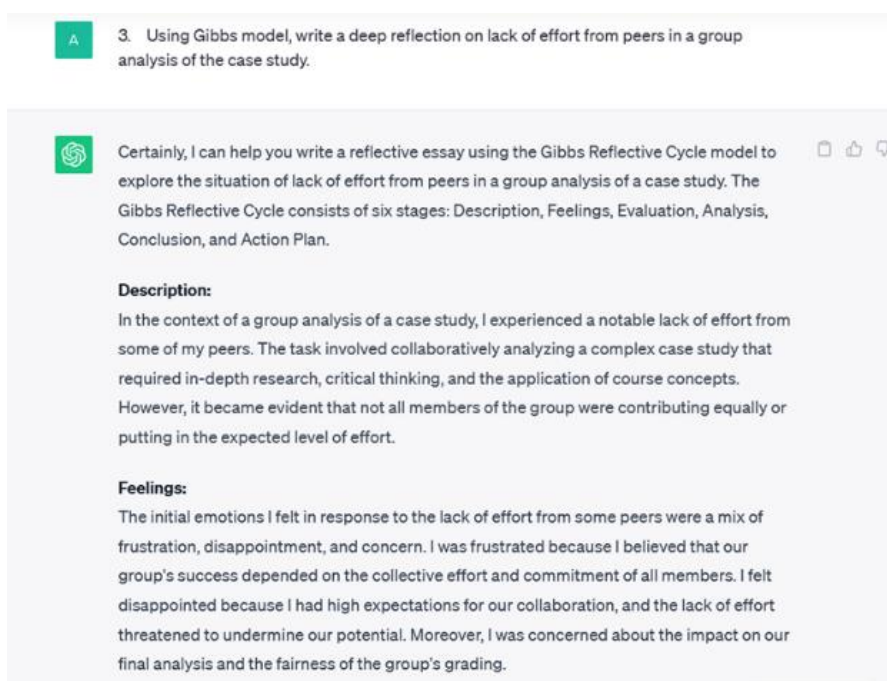 A
3. Using Gibbs model, write a deep reflection on lack of effort from peers in a group
analysis of the case study.
Certainly, I can help you write a reflective essay using the Gibbs Reflective Cycle model to
explore the situation of lack of effort from peers in a group analysis of a case study. The
Gibbs Reflective Cycle consists of six stages: Description, Feelings, Evaluation, Analysis,
Conclusion, and Action Plan.
Description:
In the context of a group analysis of a case study, I experienced a notable lack of effort from
some of my peers. The task involved collaboratively analyzing a complex case study that
required in-depth research, critical thinking, and the application of course concepts.
However, it became evident that not all members of the group were contributing equally or
putting in the expected level of effort.
Feelings:
The initial emotions I felt in response to the lack of effort from some peers were a mix of
frustration, disappointment, and concern. I was frustrated because I believed that our
group's success depended on the collective effort and commitment of all members. I felt
disappointed because I had high expectations for our collaboration, and the lack of effort
threatened to undermine our potential. Moreover, I was concerned about the impact on our
final analysis and the fairness of the group's grading.